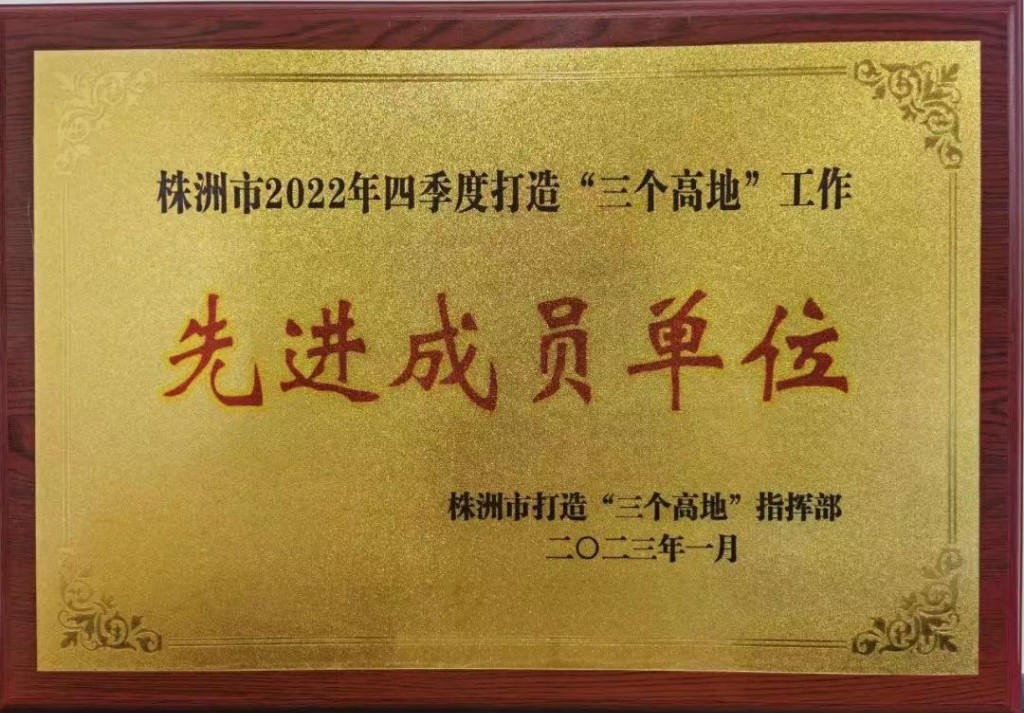 株洲市2022年四季度打造“三个高地”工作
先进成员单位
株洲市打造“三个高地”指挥部
二〇二三年一月